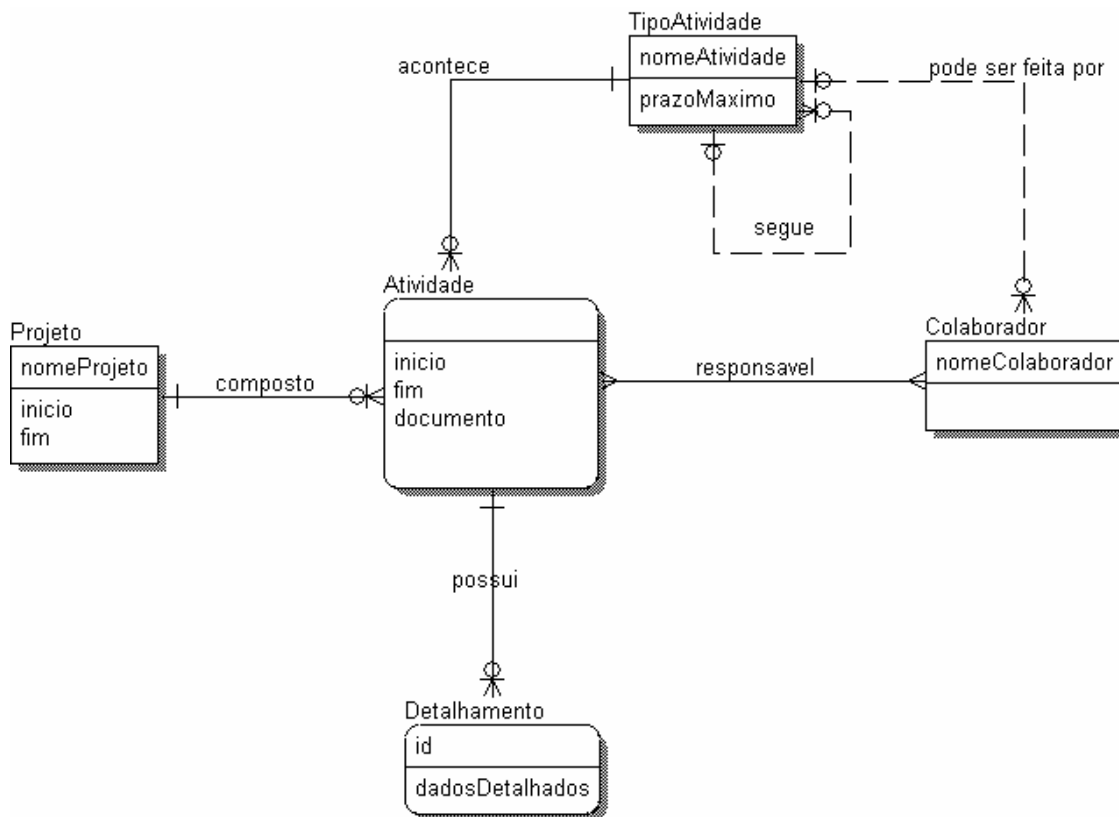 TipoAtividade
nomeAtividade
prazoMaximo
acontece
pode ser feita por
segue
Atividade
inicio
fim
documento
Projeto
nomeProjeto
inicio
fim
composto
responsavel
Colaborador
nomeColaborador
possui
Detalhamento
id
dadosDetalhados